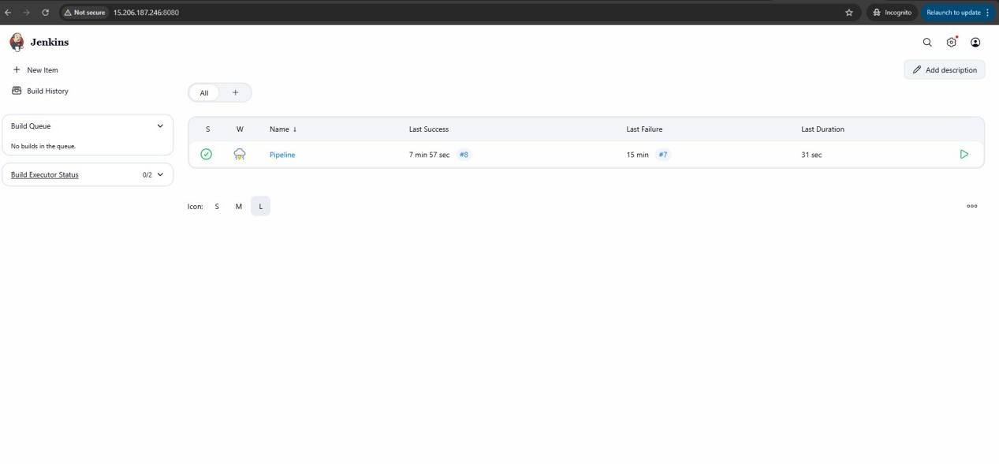 Not secure 15.206.187.246:8080 Incognito Relaunch to update
Jenkins
New Item
Add description
Build History
All
Build Queue
No builds in the queue.
S W Name ↓ Last Success Last Failure Last Duration
Pipeline 7 min 57 sec #8 15 min #7 31 sec
Build Executor Status 0/2
Icon: S M L